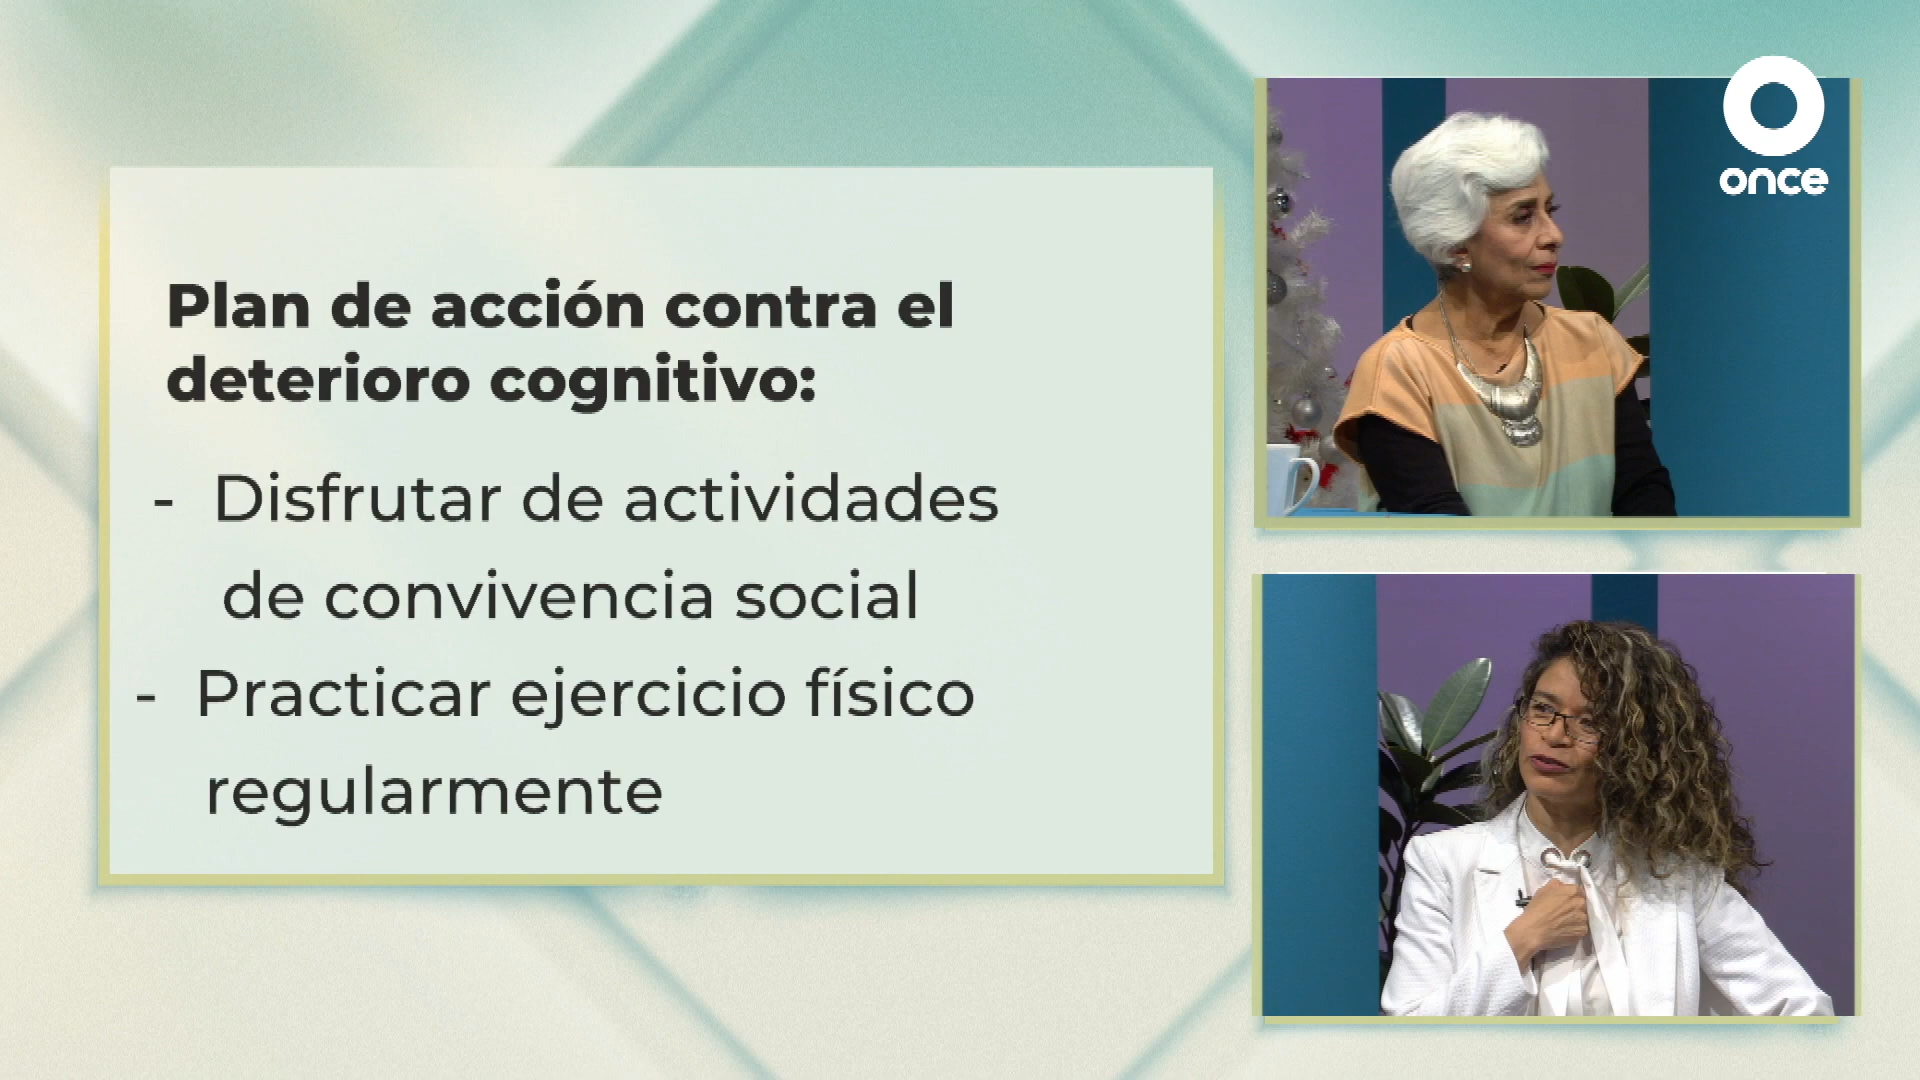 once
Plan de acción contra el
deterioro cognitivo:
- Disfrutar de actividades
de convivencia social
- Practicar ejercicio físico
regularmente